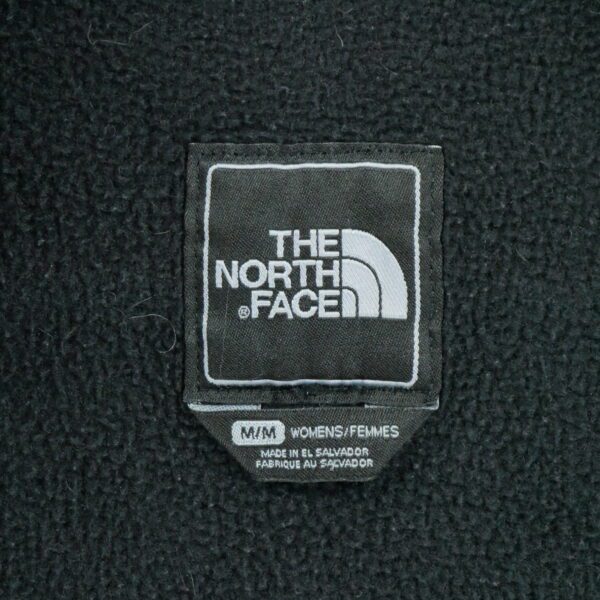 THE
NORTH
® FACE
M/M WOMENS/FEMMES
MADE IN EL SALVADOR
FABRIQUE AU SALVADOR